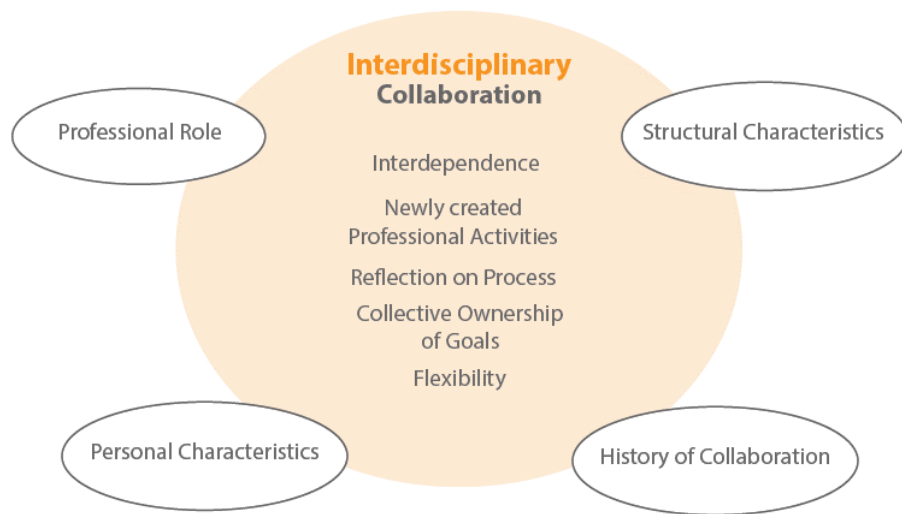 Interdisciplinary
Collaboration
Professional Role
Structural Characteristics
Interdependence
Newly created
Professional Activities
Reflection on Process
Collective Ownership
of Goals
Flexibility
Personal Characteristics
History of Collaboration